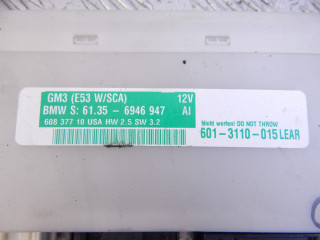 GM3 (E53 W/SCA) 12V
BMW S: 61.35 - 6946 947 AI
608 377 10 USA HW 2.5 SW 3.2
Nicht werfen! DO NOT THROW
601-3110-015 LEAR